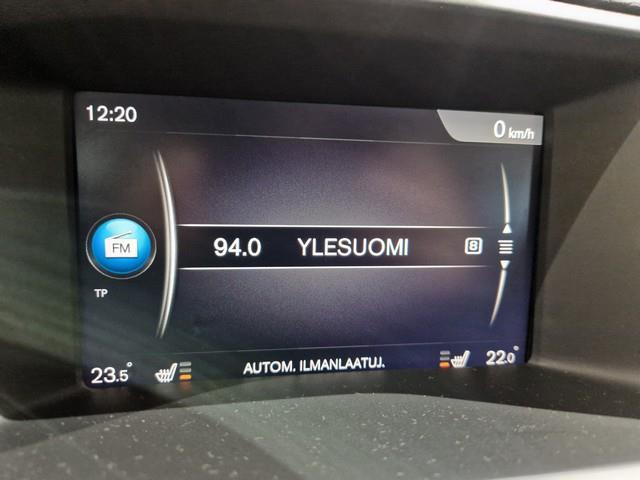 12:20
0 km/h
FM
94.0 YLESUOMI 8
TP
23.5° AUTOM. ILMANLAATUJ. 22.0°